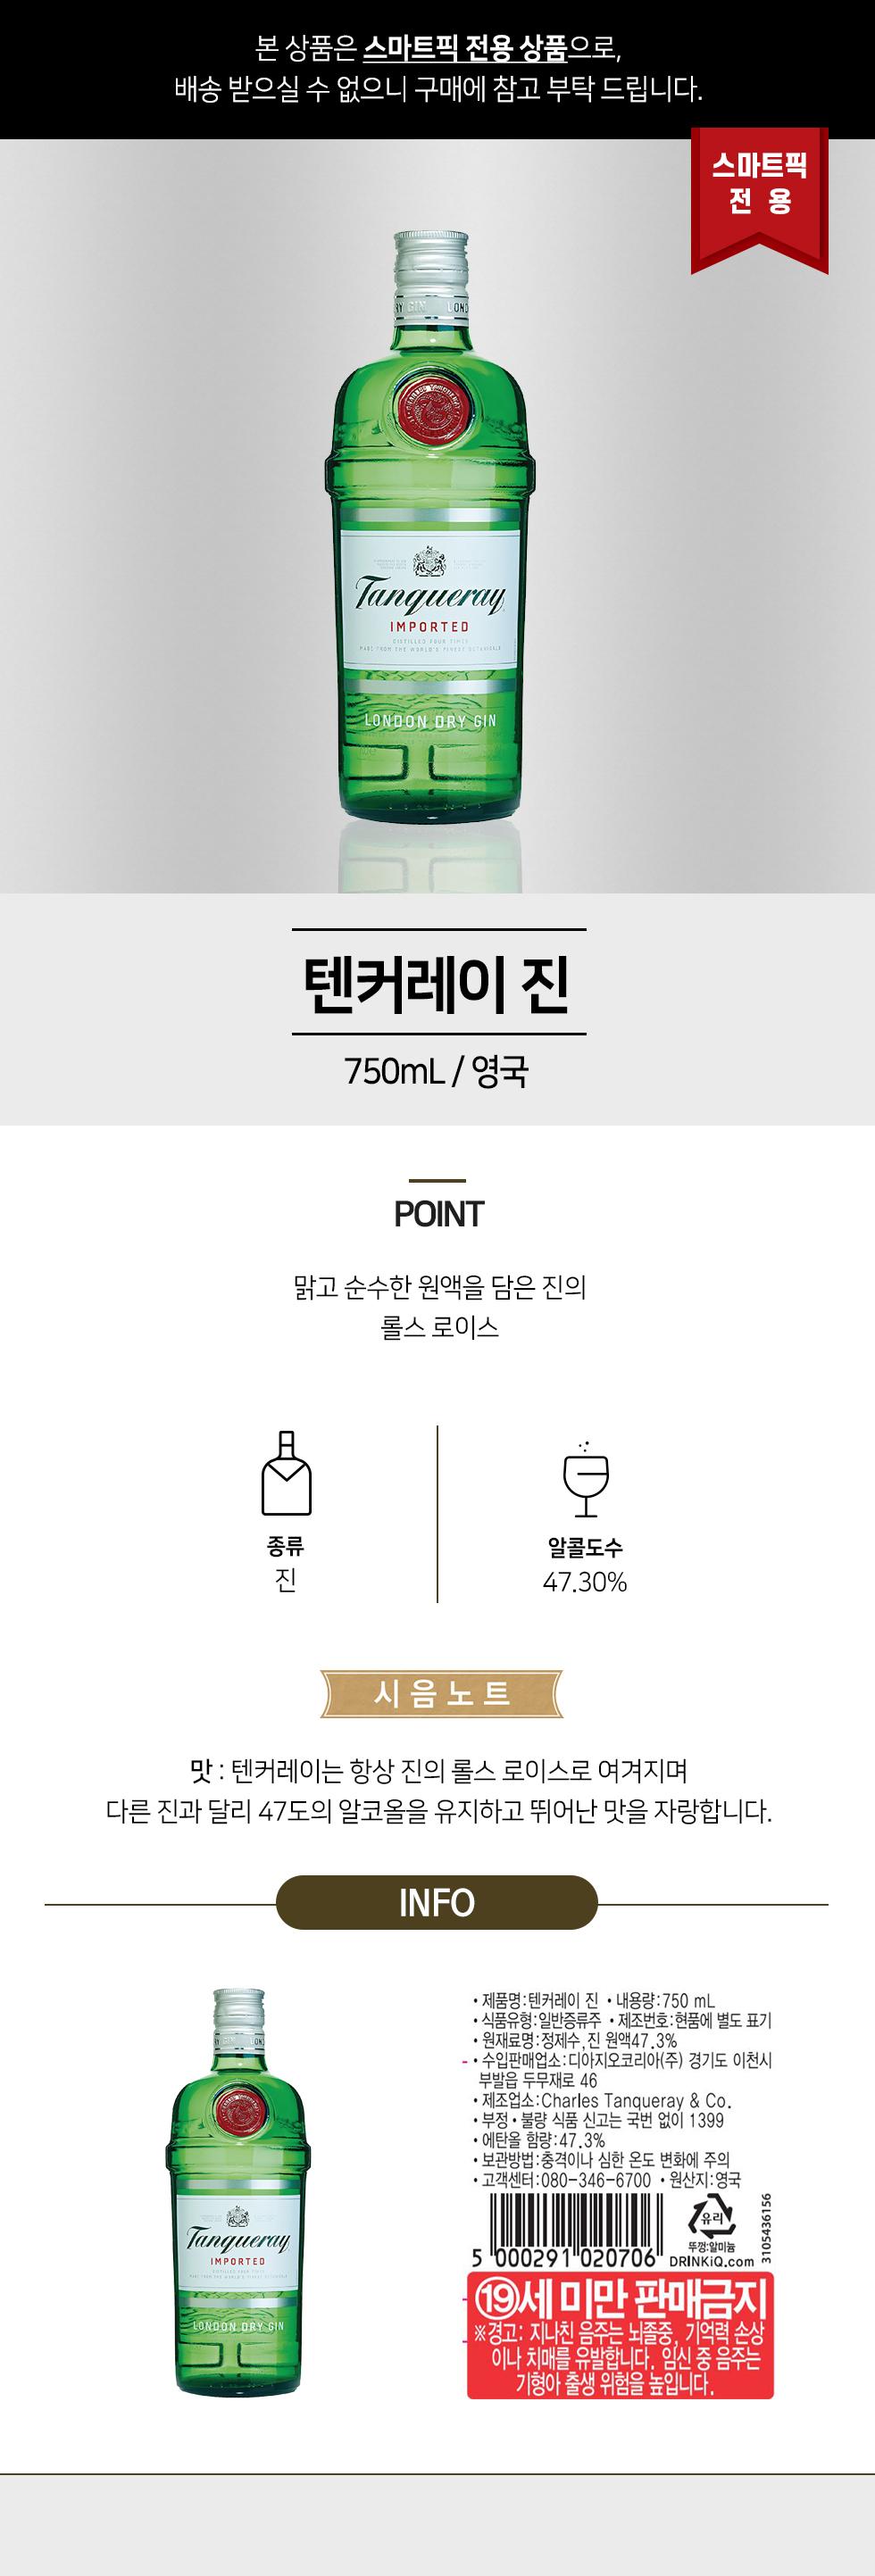 본 상품은 스마트픽 전용 상품으로,
배송 받으실 수 없으니 구매에 참고 부탁 드립니다.
스마트픽
전 용
RY GIN LOND
Tanqueray
IMPORTED
DISTILLED FOUR TIMES
MADE FROM THE WORLD'S FINEST BOTANICALS
LONDON DRY GIN
텐커레이 진
750mL / 영국
POINT
맑고 순수한 원액을 담은 진의
롤스 로이스
종류
진
알콜도수
47.30%
시음노트
맛 : 텐커레이는 항상 진의 롤스 로이스로 여겨지며
다른 진과 달리 47도의 알코올을 유지하고 뛰어난 맛을 자랑합니다.
INFO
Tanqueray
IMPORTED
LONDON DRY GIN
• 제품명:텐커레이 진 • 내용량:750 mL
• 식품유형:일반증류주 • 제조번호:현품에 별도 표기
• 원재료명:정제수,진 원액47.3%
• 수입판매업소:디아지오코리아(주) 경기도 이천시
부발읍 두무재로 46
• 제조업소:Charles Tanqueray & Co.
• 부정•불량 식품 신고는 국번 없이 1399
• 에탄올 함량:47.3%
• 보관방법:충격이나 심한 온도 변화에 주의
• 고객센터:080-346-6700 • 원산지:영국
5 000291 020706
유리
뚜껑:알미늄
DRINKiQ.com
3105436156
19세 미만 판매금지
※경고: 지나친 음주는 뇌졸중, 기억력 손상
이나 치매를 유발합니다. 임신 중 음주는
기형아 출생 위험을 높입니다.